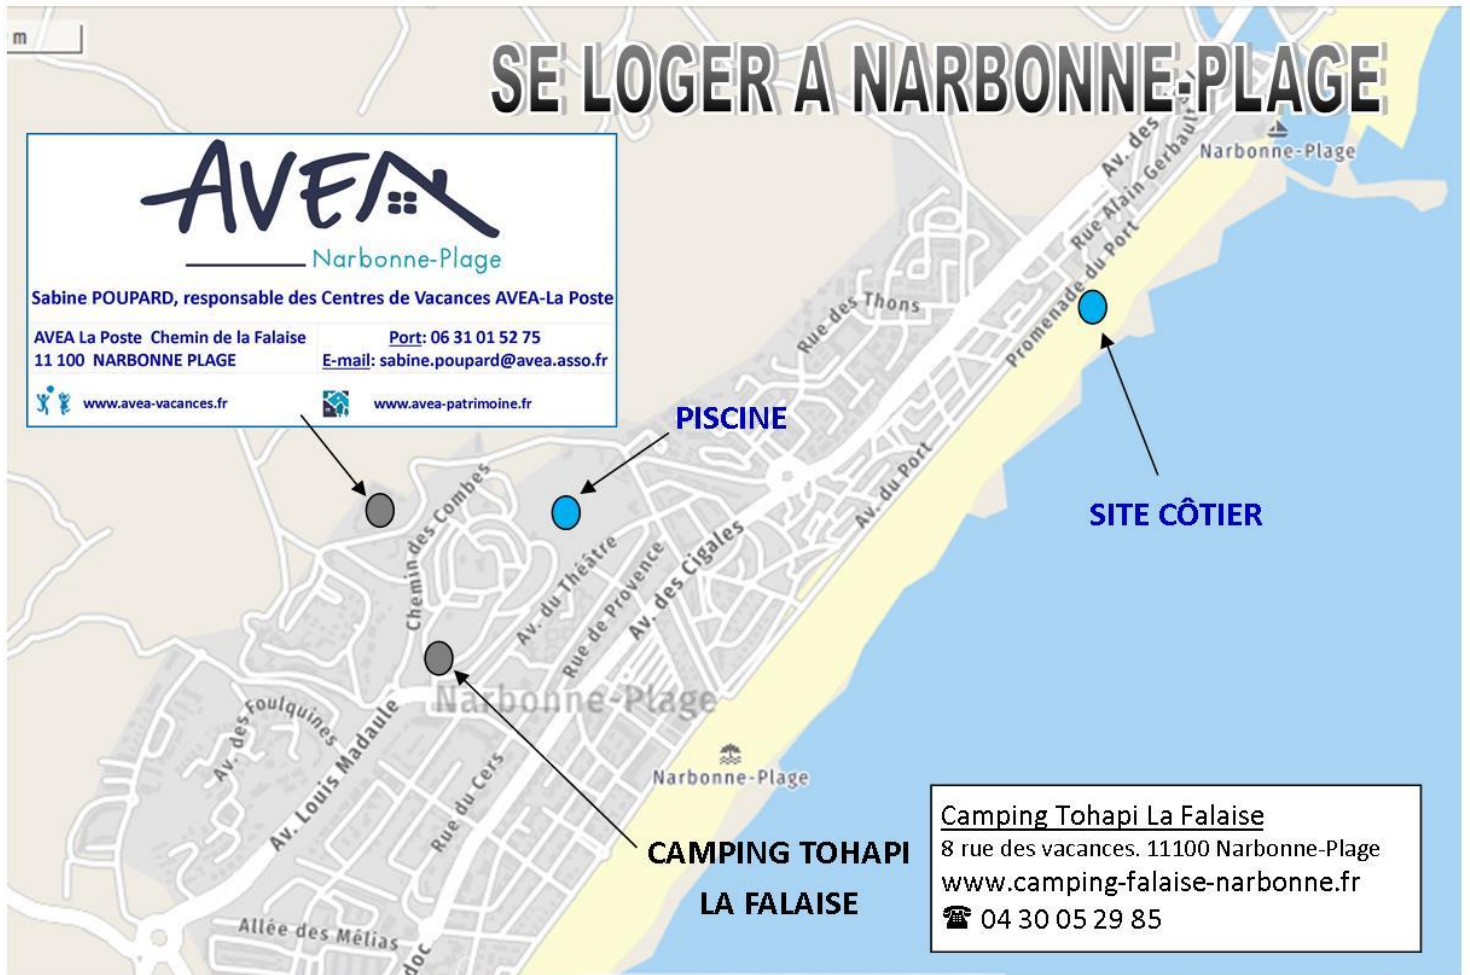 m
SE LOGER A NARBONNE-PLAGE
AVEA
Narbonne-Plage
Sabine POUPARD, responsable des Centres de Vacances AVEA-La Poste
AVEA La Poste Chemin de la Falaise
11 100 NARBONNE PLAGE
Port: 06 31 01 52 75
E-mail: sabine.poupard@avea.asso.fr
www.avea-vacances.fr
www.avea-patrimoine.fr
Av. des
Rue Alain Gerbault
Narbonne-Plage
Promenade du Port
Rue des Thons
PISCINE
SITE CÔTIER
Chemin des Combes
Av. du Port
Av. du Théâtre
Rue de Provence
Av. des Cigales
Narbonne-Plage
Av. des Foulquines
Av. Louis Madaule
Rue du Cers
Narbonne-Plage
CAMPING TOHAPI
LA FALAISE
Allée des Mélias
doc
Camping Tohapi La Falaise
8 rue des vacances. 11100 Narbonne-Plage
www.camping-falaise-narbonne.fr
☎ 04 30 05 29 85